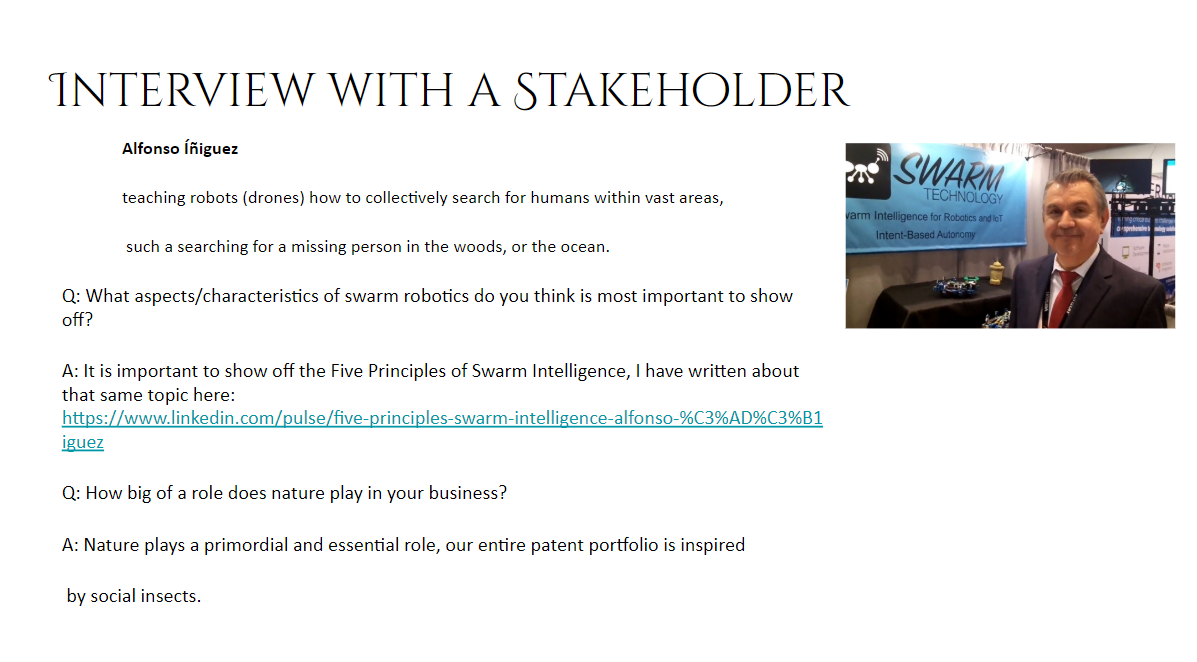 Interview with a Stakeholder
Alfonso Íñiguez
teaching robots (drones) how to collectively search for humans within vast areas,
such a searching for a missing person in the woods, or the ocean.
Q: What aspects/characteristics of swarm robotics do you think is most important to show
off?
A: It is important to show off the Five Principles of Swarm Intelligence, I have written about
that same topic here:
https://www.linkedin.com/pulse/five-principles-swarm-intelligence-alfonso-%C3%AD%C3%B1
iguez
Q: How big of a role does nature play in your business?
A: Nature plays a primordial and essential role, our entire patent portfolio is inspired
by social insects.
SWARM
TECHNOLOGY
warm Intelligence for Robotics and IoT
Intent-Based Autonomy